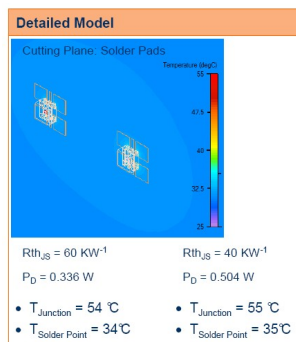 Detailed Model
Cutting Plane: Solder Pads
Temperature (degC)
55
47.5
40
32.5
25
Rth_JS = 60 KW⁻¹
Rth_JS = 40 KW⁻¹
P_D = 0.336 W
P_D = 0.504 W
• T_Junction = 54 °C
• T_Junction = 55 °C
• T_Solder Point = 34°C
• T_Solder Point = 35°C